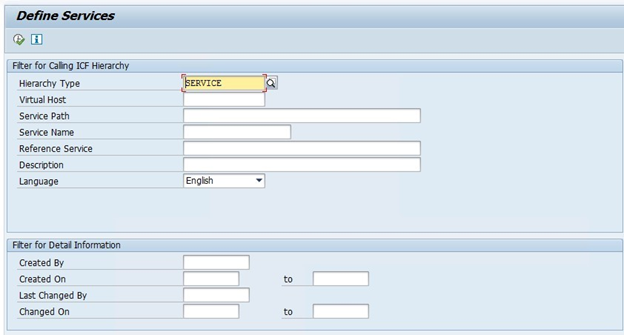 Define Services
Filter for Calling ICF Hierarchy
Hierarchy Type SERVICE
Virtual Host
Service Path
Service Name
Reference Service
Description
Language English
Filter for Detail Information
Created By
Created On to
Last Changed By
Changed On to